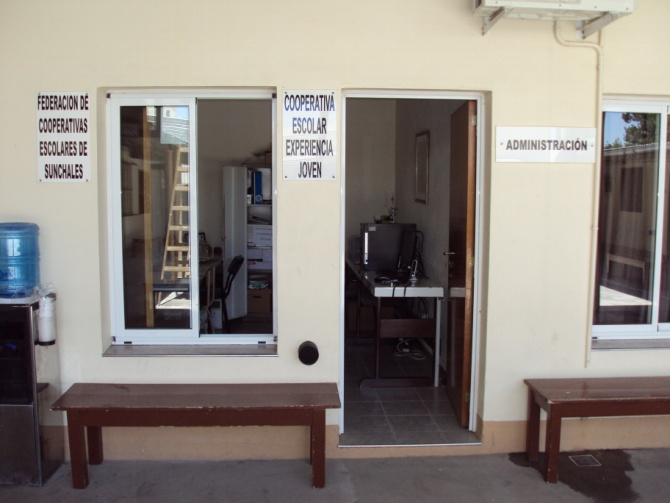 FEDERACION DE
COOPERATIVAS
ESCOLARES DE
SUNCHALES
COOPERATIVA
ESCOLAR
EXPERIENCIA
JOVEN
ADMINISTRACIÓN